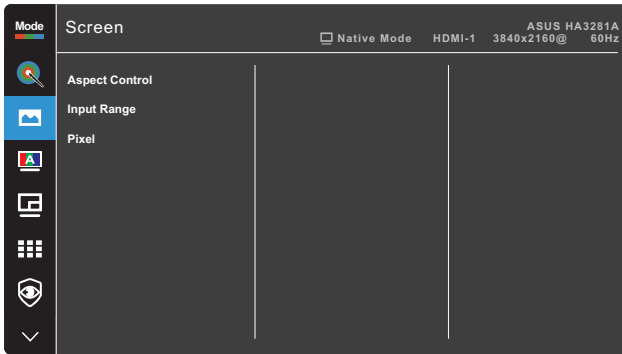 Mode
Screen
ASUS HA3281A
Native Mode HDMI-1 3840x2160@ 60Hz
Aspect Control
Input Range
Pixel
A